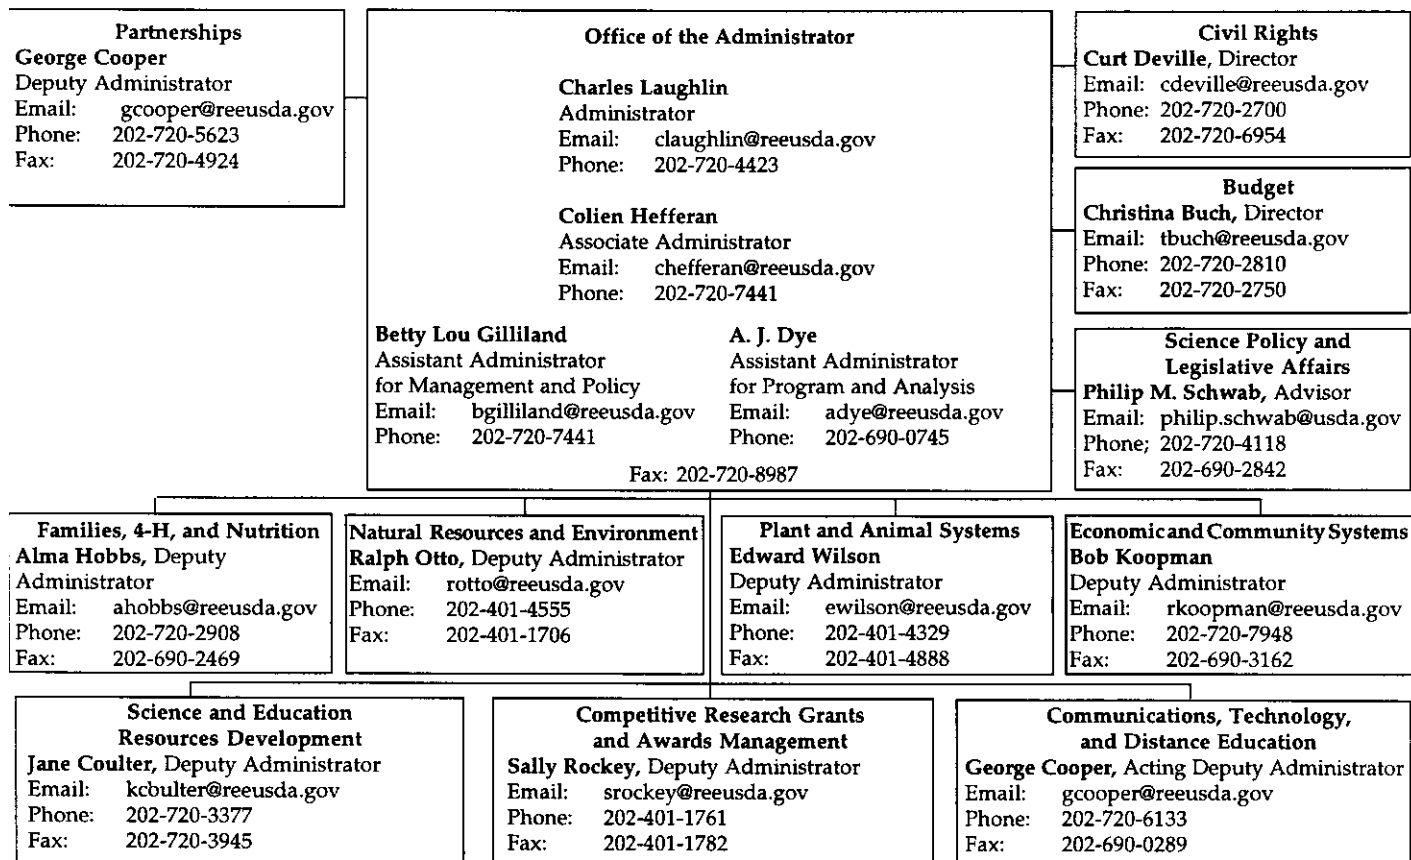 Partnerships
George Cooper
Deputy Administrator
Email: gcooper@reeusda.gov
Phone: 202-720-5623
Fax: 202-720-4924
Office of the Administrator
Charles Laughlin
Administrator
Email: claughlin@reeusda.gov
Phone: 202-720-4423
Colien Hefferan
Associate Administrator
Email: chefferan@reeusda.gov
Phone: 202-720-7441
Betty Lou Gilliland
Assistant Administrator
for Management and Policy
Email: bgilliland@reeusda.gov
Phone: 202-720-7441
A. J. Dye
Assistant Administrator
for Program and Analysis
Email: adye@reeusda.gov
Phone: 202-690-0745
Fax: 202-720-8987
Civil Rights
Curt Deville, Director
Email: cdeville@reeusda.gov
Phone: 202-720-2700
Fax: 202-720-6954
Budget
Christina Buch, Director
Email: tbuch@reeusda.gov
Phone: 202-720-2810
Fax: 202-720-2750
Science Policy and
Legislative Affairs
Philip M. Schwab, Advisor
Email: philip.schwab@usda.gov
Phone; 202-720-4118
Fax: 202-690-2842
Families, 4-H, and Nutrition
Alma Hobbs, Deputy
Administrator
Email: ahobbs@reeusda.gov
Phone: 202-720-2908
Fax: 202-690-2469
Natural Resources and Environment
Ralph Otto, Deputy Administrator
Email: rotto@reeusda.gov
Phone: 202-401-4555
Fax: 202-401-1706
Plant and Animal Systems
Edward Wilson
Deputy Administrator
Email: ewilson@reeusda.gov
Phone: 202-401-4329
Fax: 202-401-4888
Economic and Community Systems
Bob Koopman
Deputy Administrator
Email: rkoopman@reeusda.gov
Phone: 202-720-7948
Fax: 202-690-3162
Science and Education
Resources Development
Jane Coulter, Deputy Administrator
Email: kcbulter@reeusda.gov
Phone: 202-720-3377
Fax: 202-720-3945
Competitive Research Grants
and Awards Management
Sally Rockey, Deputy Administrator
Email: srockey@reeusda.gov
Phone: 202-401-1761
Fax: 202-401-1782
Communications, Technology,
and Distance Education
George Cooper, Acting Deputy Administrator
Email: gcooper@reeusda.gov
Phone: 202-720-6133
Fax: 202-690-0289